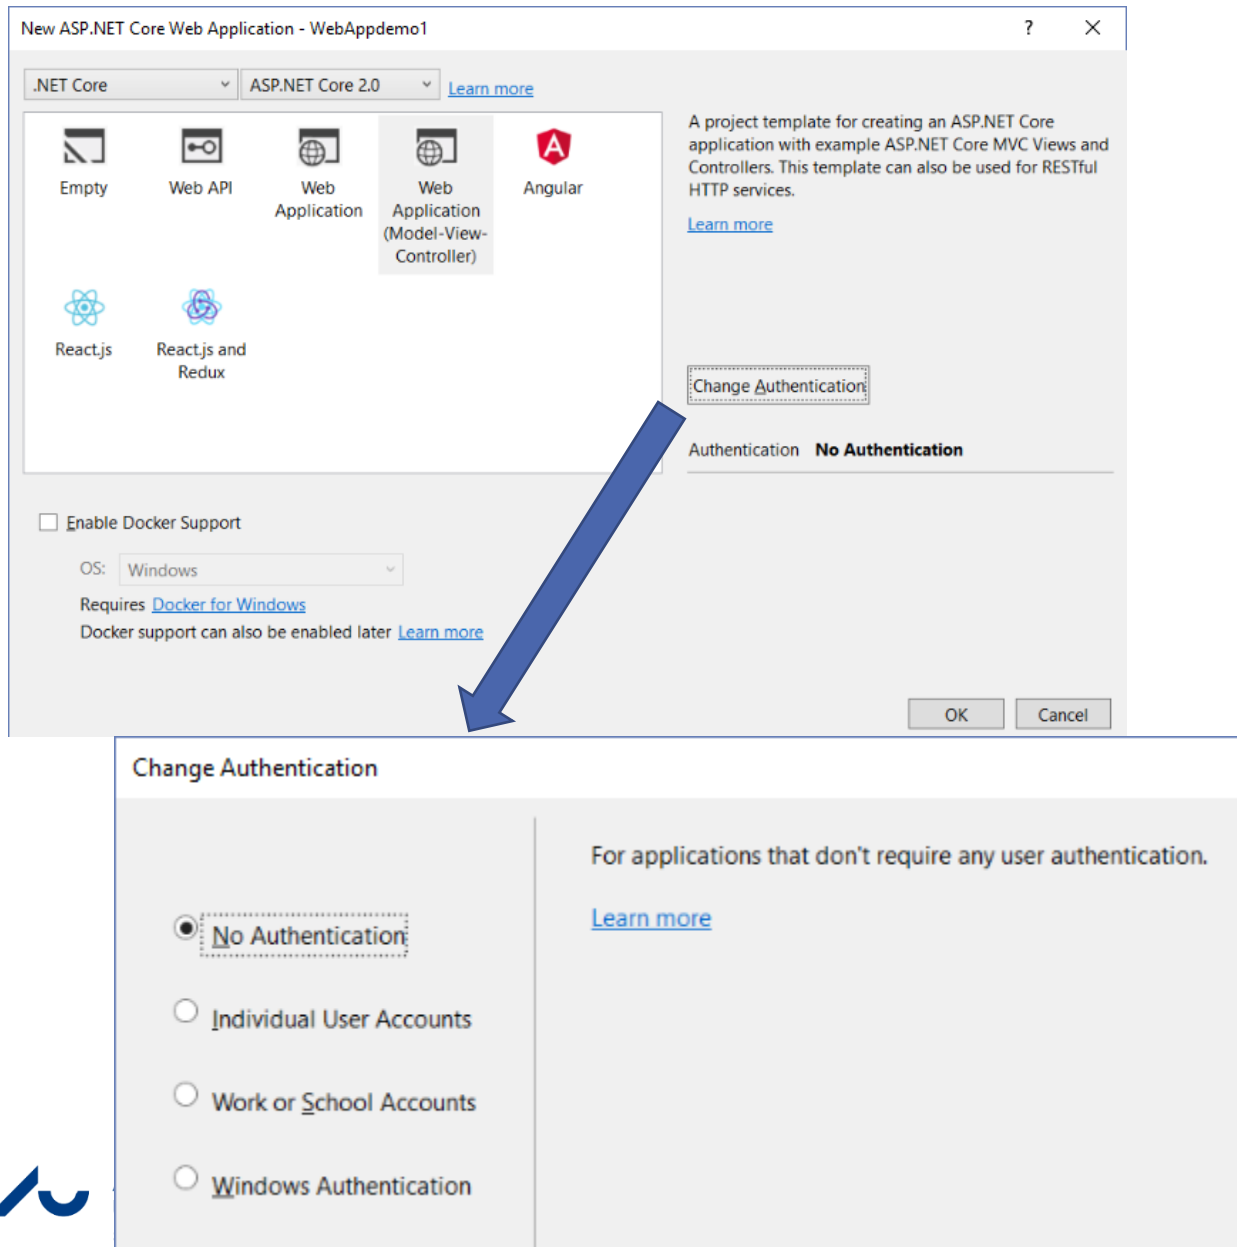 New ASP.NET Core Web Application - WebAppdemo1
?
.NET Core
ASP.NET Core 2.0
Learn more
Empty
Web API
Web
Application
Web
Application
(Model-View-
Controller)
Angular
React.js
React.js and
Redux
A project template for creating an ASP.NET Core
application with example ASP.NET Core MVC Views and
Controllers. This template can also be used for RESTful
HTTP services.
Learn more
Change Authentication
Authentication No Authentication
Enable Docker Support
OS: Windows
Requires Docker for Windows
Docker support can also be enabled later Learn more
OK
Cancel
Change Authentication
No Authentication
Individual User Accounts
Work or School Accounts
Windows Authentication
For applications that don't require any user authentication.
Learn more